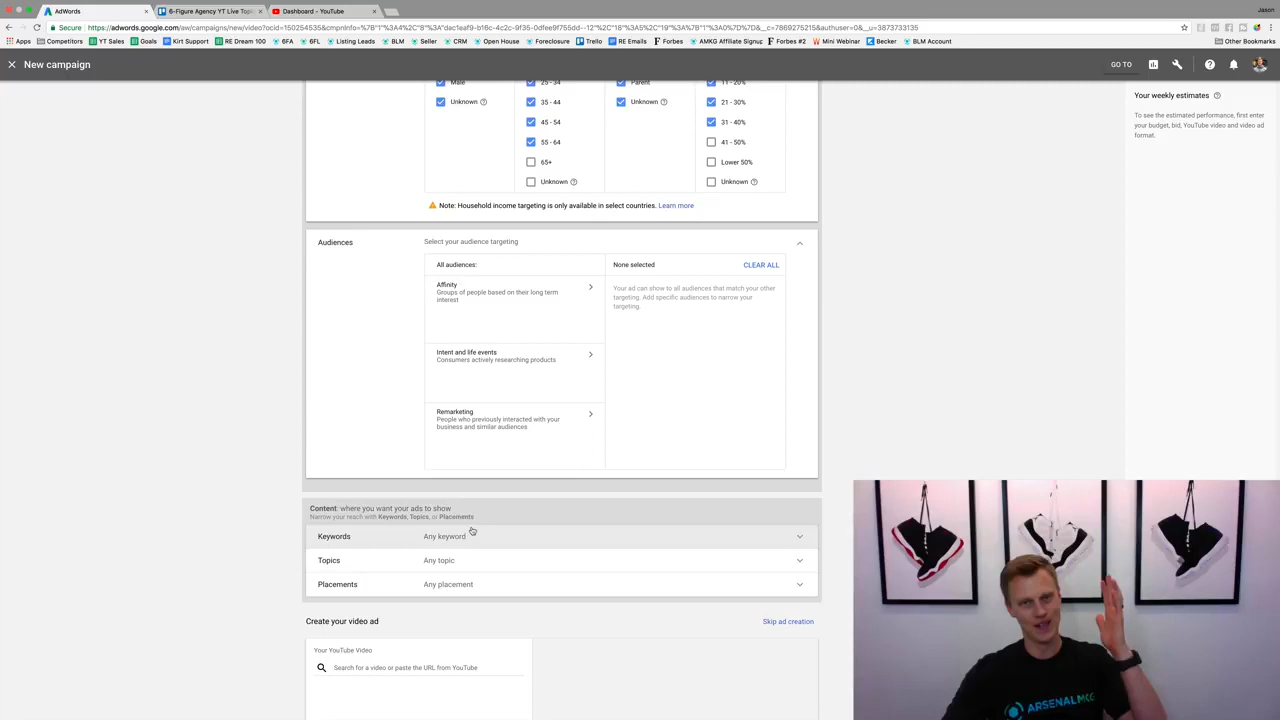 Jason
AdWords
6-Figure Agency YT Live Topi
Dashboard - YouTube
Secure
Apps
Competitors
YT Sales
Goals
Kirt Support
RE Dream 100
6FA
6FL
Listing Leads
BLM
Seller
CRM
Open House
Foreclosure
Trello
RE Emails
Forbes
AMKG Affiliate Signup
Forbes #2
Mini Webinar
Becker
BLM Account
Other Bookmarks
New campaign
GO TO
Male
25 - 34
Parent
11 - 20%
Unknown
35 - 44
Unknown
21 - 30%
45 - 54
31 - 40%
55 - 64
41 - 50%
65+
Lower 50%
Unknown
Unknown
Note: Household income targeting is only available in select countries. Learn more
Your weekly estimates
To see the estimated performance, first enter
your budget, bid, YouTube video and video ad
format.
Audiences
Select your audience targeting
All audiences:
None selected
CLEAR ALL
Affinity
Groups of people based on their long term
interest
Your ad can show to all audiences that match your other
targeting. Add specific audiences to narrow your
targeting.
Intent and life events
Consumers actively researching products
Remarketing
People who previously interacted with your
business and similar audiences
Content: where you want your ads to show
Narrow your reach with Keywords, Topics, or Placements
Keywords
Any keyword
Topics
Any topic
Placements
Any placement
Create your video ad
Skip ad creation
Your YouTube Video
Search for a video or paste the URL from YouTube
ARSENALMKG